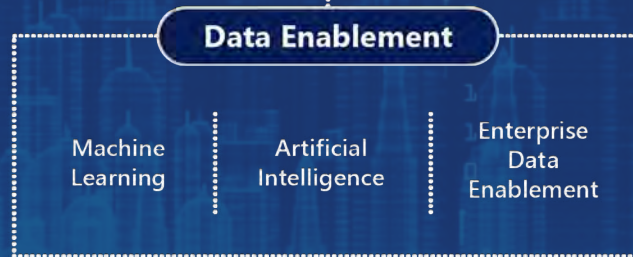 Data Enablement
Machine
Learning
Artificial
Intelligence
Enterprise
Data
Enablement